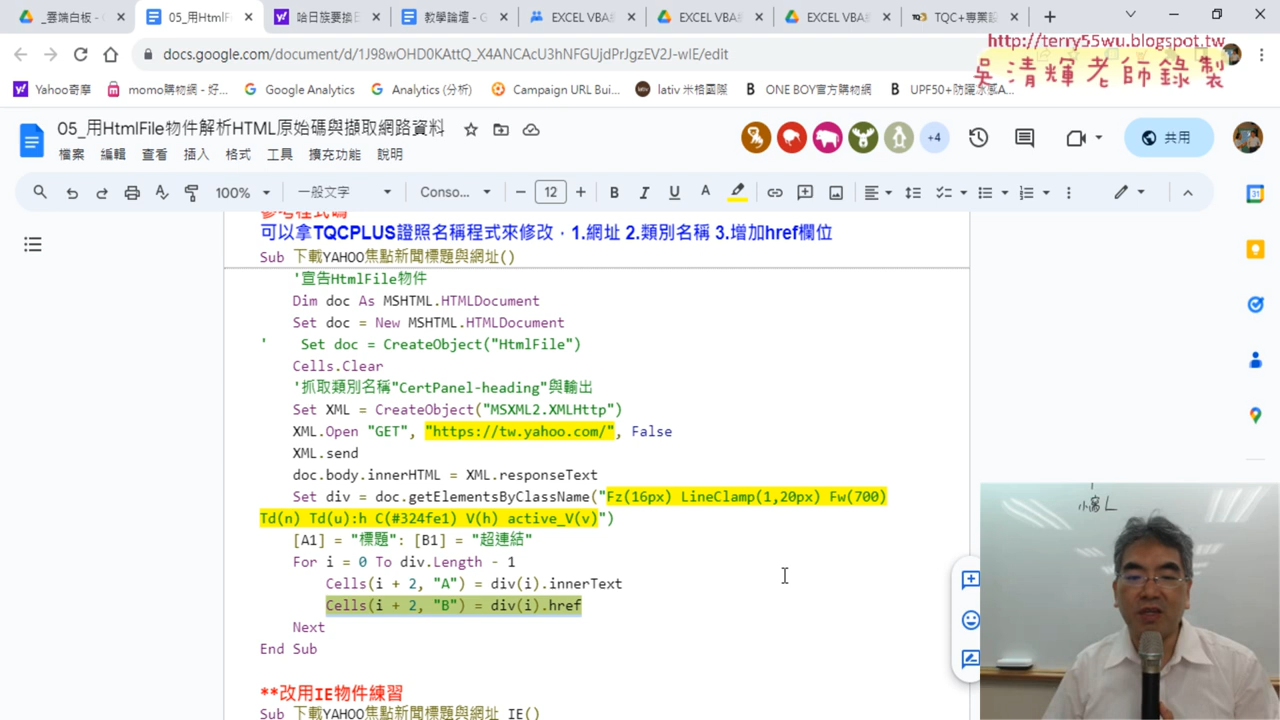 _雲端白板 - G
05_用HtmlFi
哈日族要搶E
教學論壇 - G
EXCEL VBA
EXCEL VBA
EXCEL VBA
TQC+專業設
docs.google.com/document/d/1J98wOHD0KAttQ_X4ANCAcU3hNFGUjdPrJgzEV2J-wIE/edit
http://terry55wu.blogspot.tw
吳清輝老師錄製
Yahoo奇摩
momo購物網 - 好...
Google Analytics
Analytics (分析)
Campaign URL Bui...
lativ 米格國際
ONE BOY官方購物網
UPF50+防曬冰感A...
05_用HtmlFile物件解析HTML原始碼與擷取網路資料
+4
共用
檔案 編輯 查看 插入 格式 工具 擴充功能 說明
100% 一般文字 Conso... 12 B I U A
參考程式碼
可以拿TQCPLUS證照名稱程式來修改，1.網址 2.類別名稱 3.增加href欄位
Sub 下載YAHOO焦點新聞標題與網址()
'宣告HtmlFile物件
Dim doc As MSHTML.HTMLDocument
Set doc = New MSHTML.HTMLDocument
' Set doc = CreateObject("HtmlFile")
Cells.Clear
'抓取類別名稱"CertPanel-heading"與輸出
Set XML = CreateObject("MSXML2.XMLHttp")
XML.Open "GET", "https://tw.yahoo.com/", False
XML.send
doc.body.innerHTML = XML.responseText
Set div = doc.getElementsByClassName("Fz(16px) LineClamp(1,20px) Fw(700)
Td(n) Td(u):h C(#324fe1) V(h) active_V(v)")
[A1] = "標題": [B1] = "超連結"
For i = 0 To div.Length - 1
Cells(i + 2, "A") = div(i).innerText
Cells(i + 2, "B") = div(i).href
Next
End Sub
**改用IE物件練習
Sub 下載YAHOO焦點新聞標題與網址_IE()